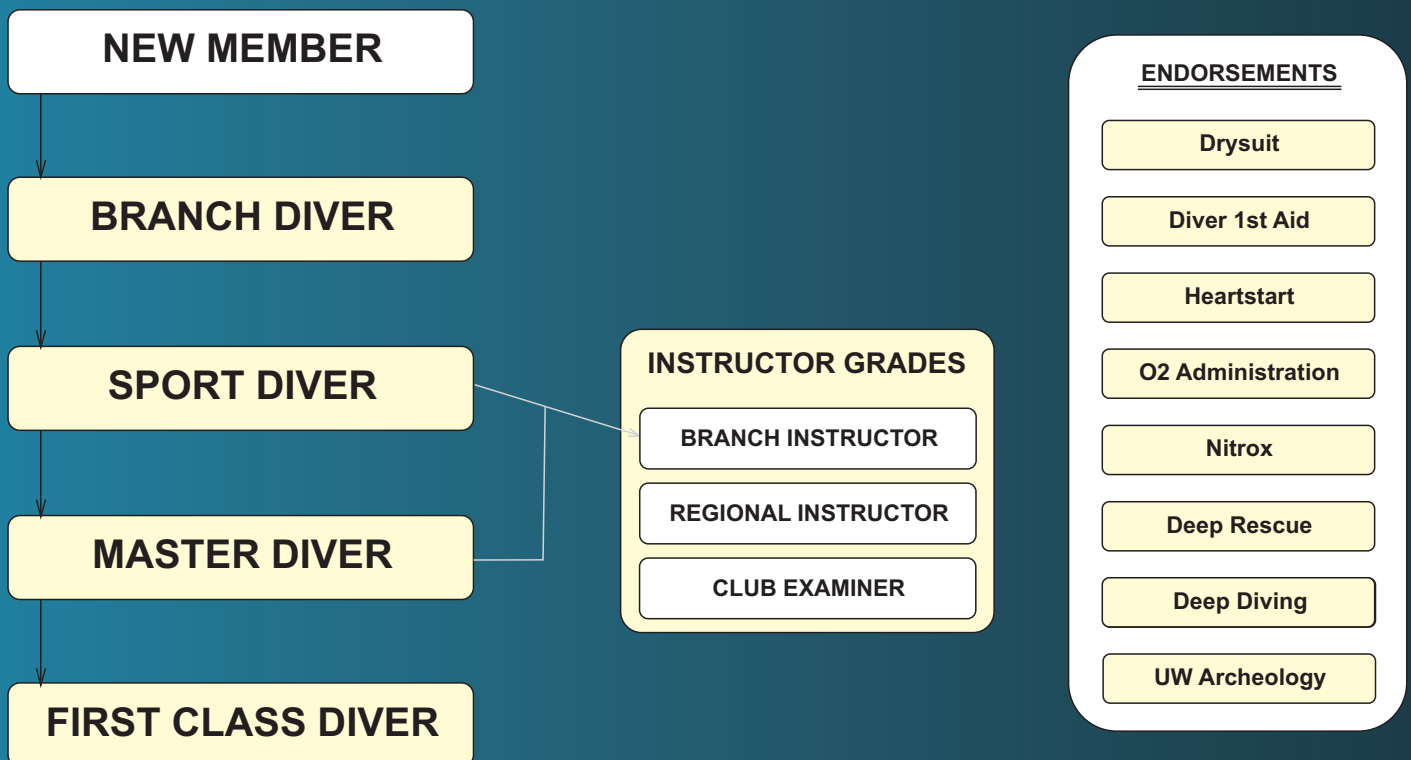 NEW MEMBER
BRANCH DIVER
SPORT DIVER
MASTER DIVER
FIRST CLASS DIVER
INSTRUCTOR GRADES
BRANCH INSTRUCTOR
REGIONAL INSTRUCTOR
CLUB EXAMINER
ENDORSEMENTS
Drysuit
Diver 1st Aid
Heartstart
O2 Administration
Nitrox
Deep Rescue
Deep Diving
UW Archeology